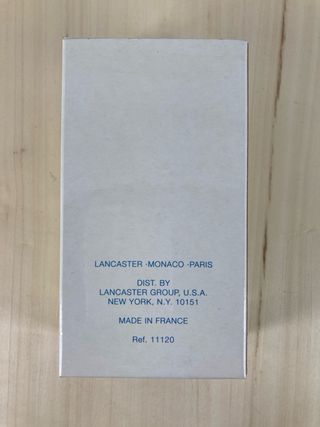 LANCASTER -MONACO -PARIS
DIST. BY
LANCASTER GROUP, U.S.A.
NEW YORK, N.Y. 10151
MADE IN FRANCE
Ref. 11120